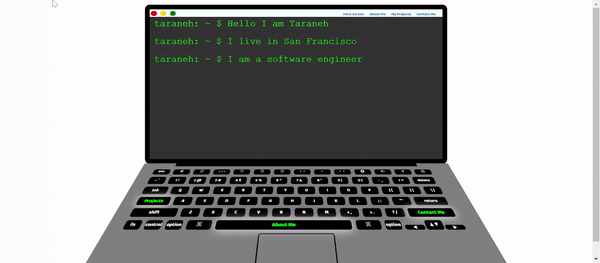 Intro Screen About Me My Projects Contact Me
taraneh: ~ $ Hello I am Taraneh
taraneh: ~ $ I live in San Francisco
taraneh: ~ $ I am a software engineer
esc
delete
tab Q W E R T Y U I O P
Projects A S D F G H J K L return
shift Z X C V B N M Contact Me
fn control option ⌘ About Me ⌘ option